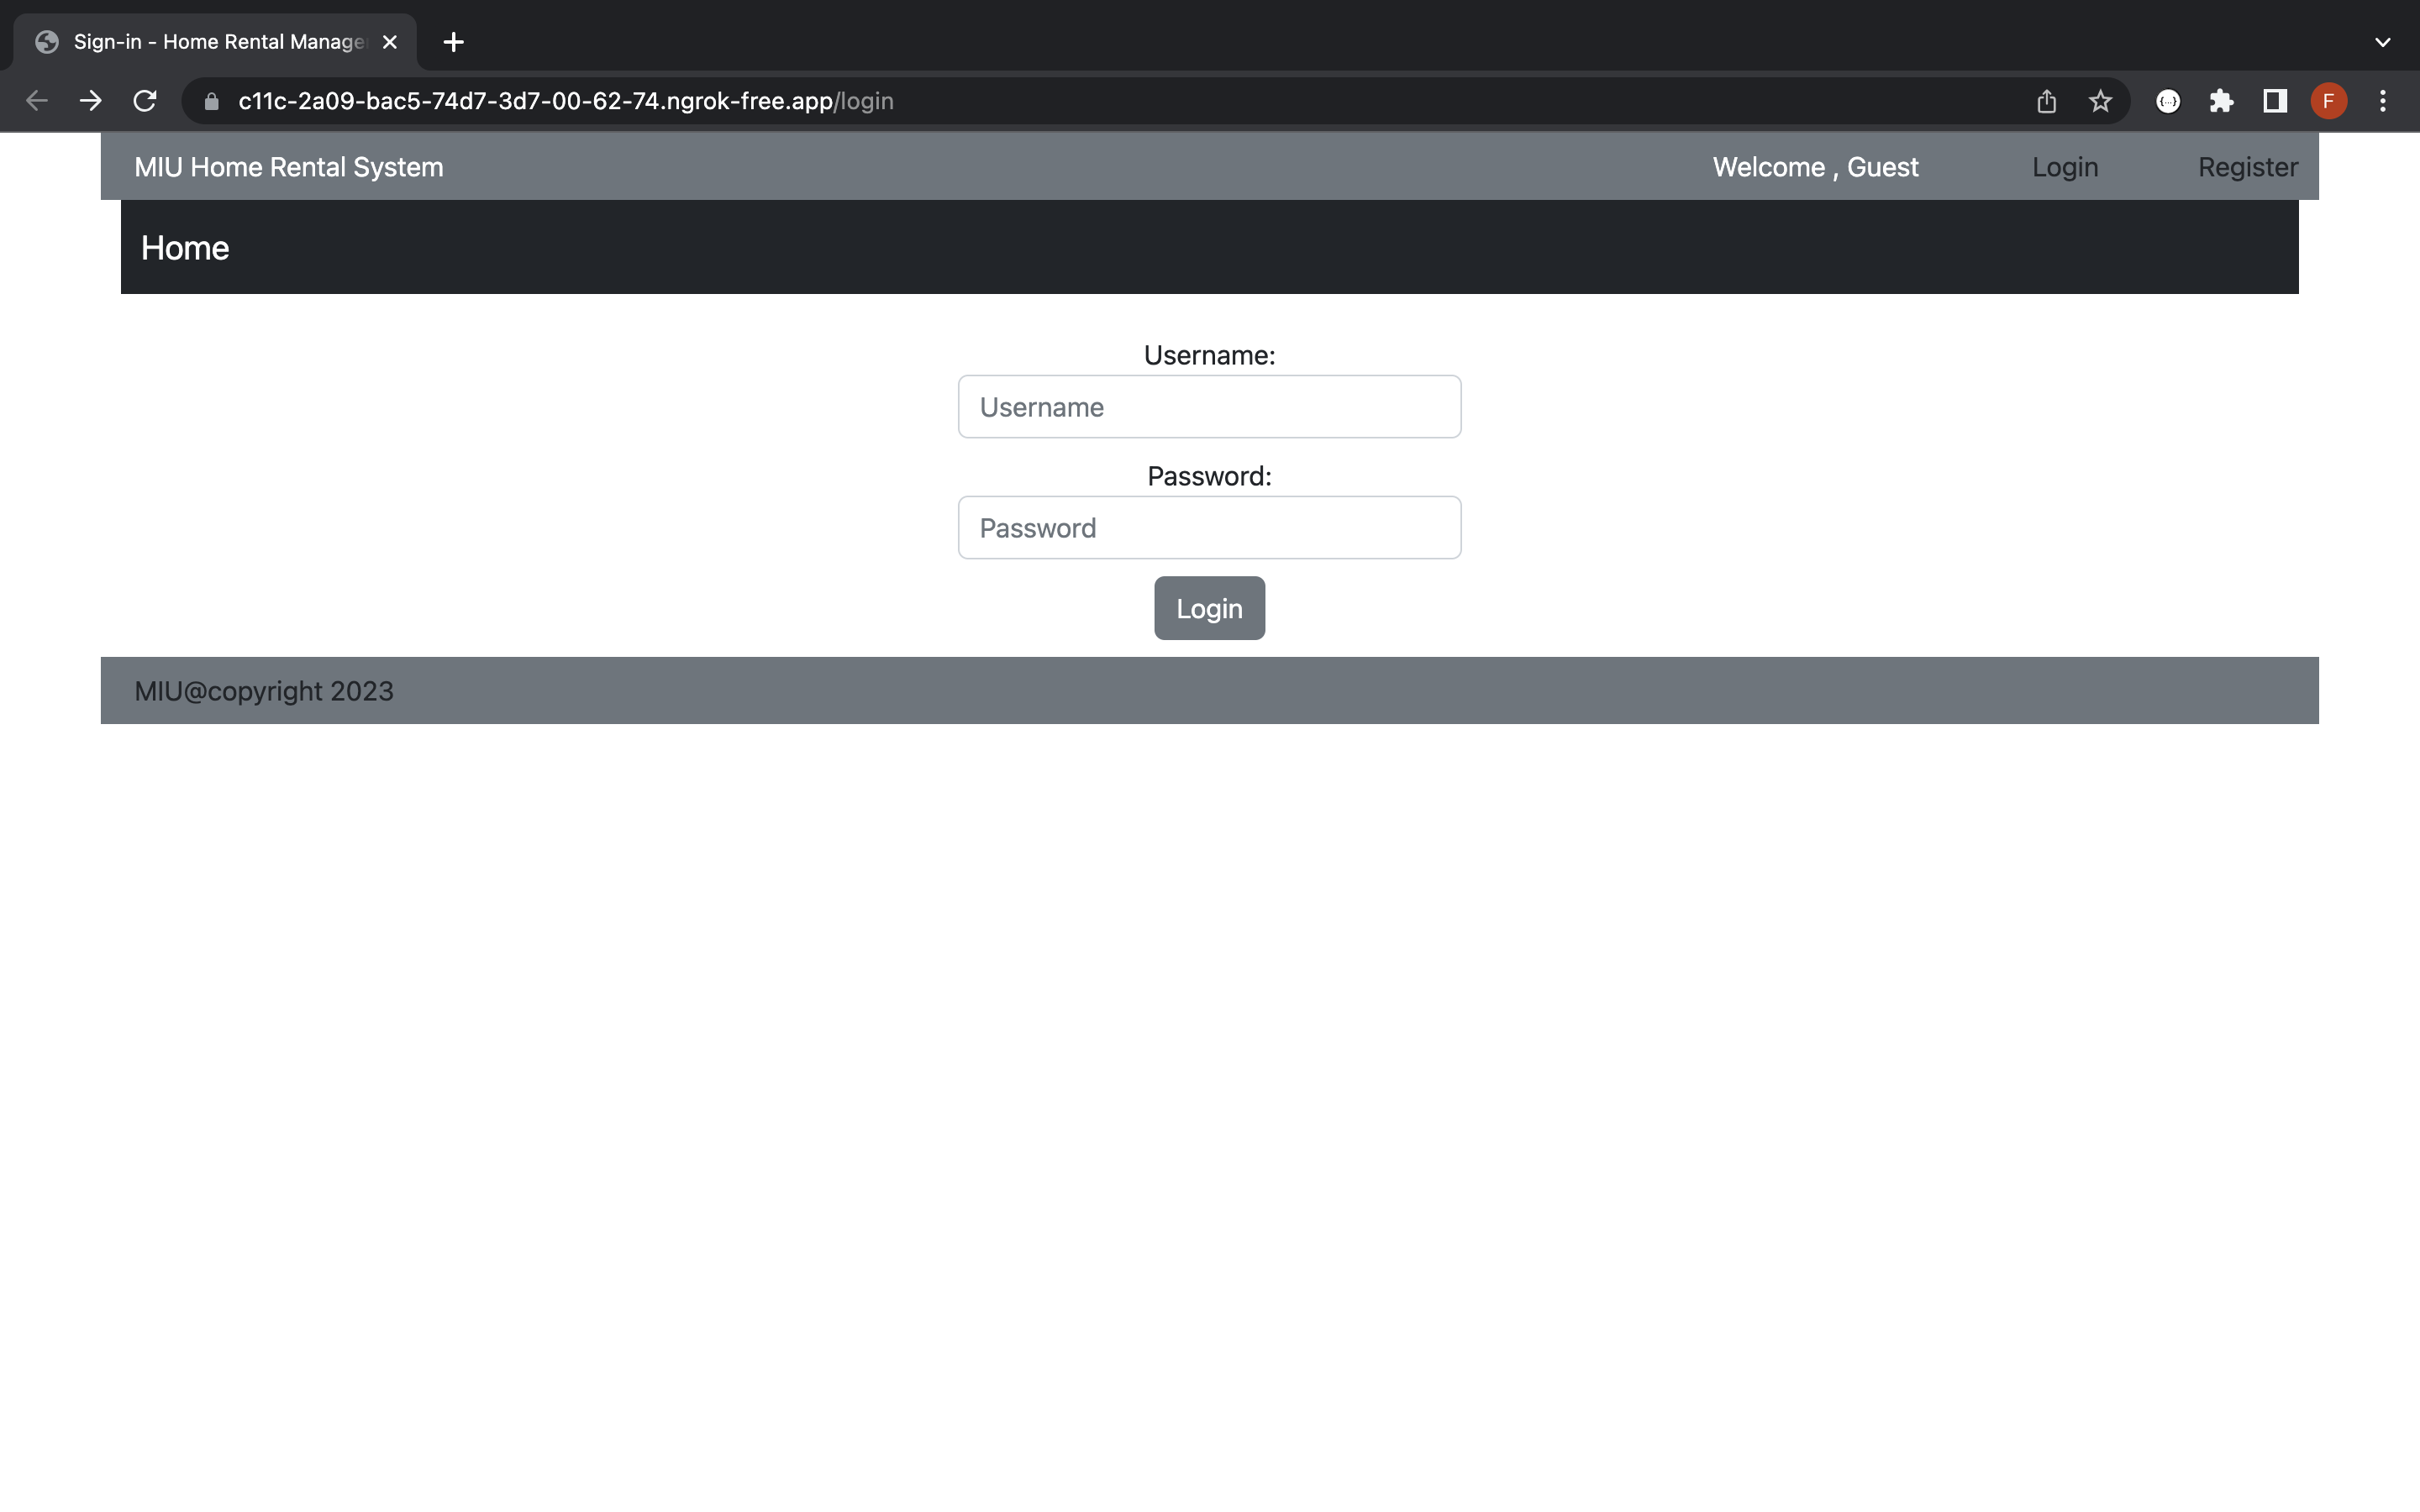 Sign-in - Home Rental Manage
c11c-2a09-bac5-74d7-3d7-00-62-74.ngrok-free.app/login
F
MIU Home Rental System Welcome , Guest Login Register
Home
Username:
Username
Password:
Password
Login
MIU@copyright 2023